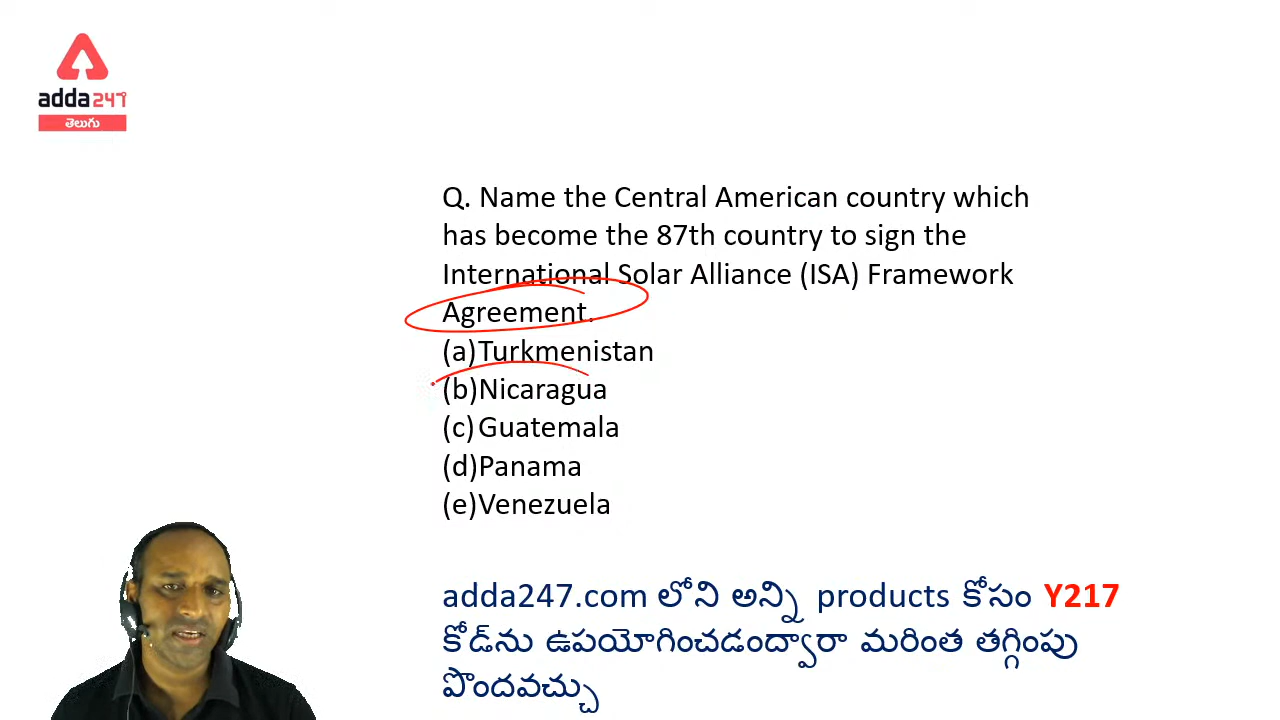 adda247
తెలుగు
Q. Name the Central American country which
has become the 87th country to sign the
International Solar Alliance (ISA) Framework
Agreement.
(a)Turkmenistan
(b)Nicaragua
(c)Guatemala
(d)Panama
(e)Venezuela
adda247.com లోని అన్ని products కోసం Y217
కోడ్‌ను ఉపయోగించడంద్వారా మరింత తగ్గింపు
పొందవచ్చు